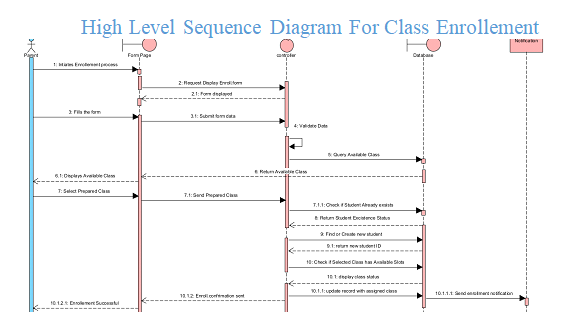 High Level Sequence Diagram For Class Enrollement
Parent
Form Page
controller
Database
Notification
1: Intiates Enrollement process
2: Request Display Enroll form
2.1: Form displayed
3: Fills the form
3.1: Submit form data
4: Validate Data
5: Query Available Class
6: Return Available Class
6.1: Displays Available Class
7: Select Prepared Class
7.1: Send Prepared Class
7.1.1: Check if Student Already exists
8: Return Student Excistence Status
9: Find or Create new student
9.1: return new student ID
10: Check if Selected Class has Available Slots
10.1: display class status
10.1.1: update record with assigned class
10.1.1.1: Send enrollment notification
10.1.2: Enroll confirmation sent
10.1.2.1: Enrollement Successful